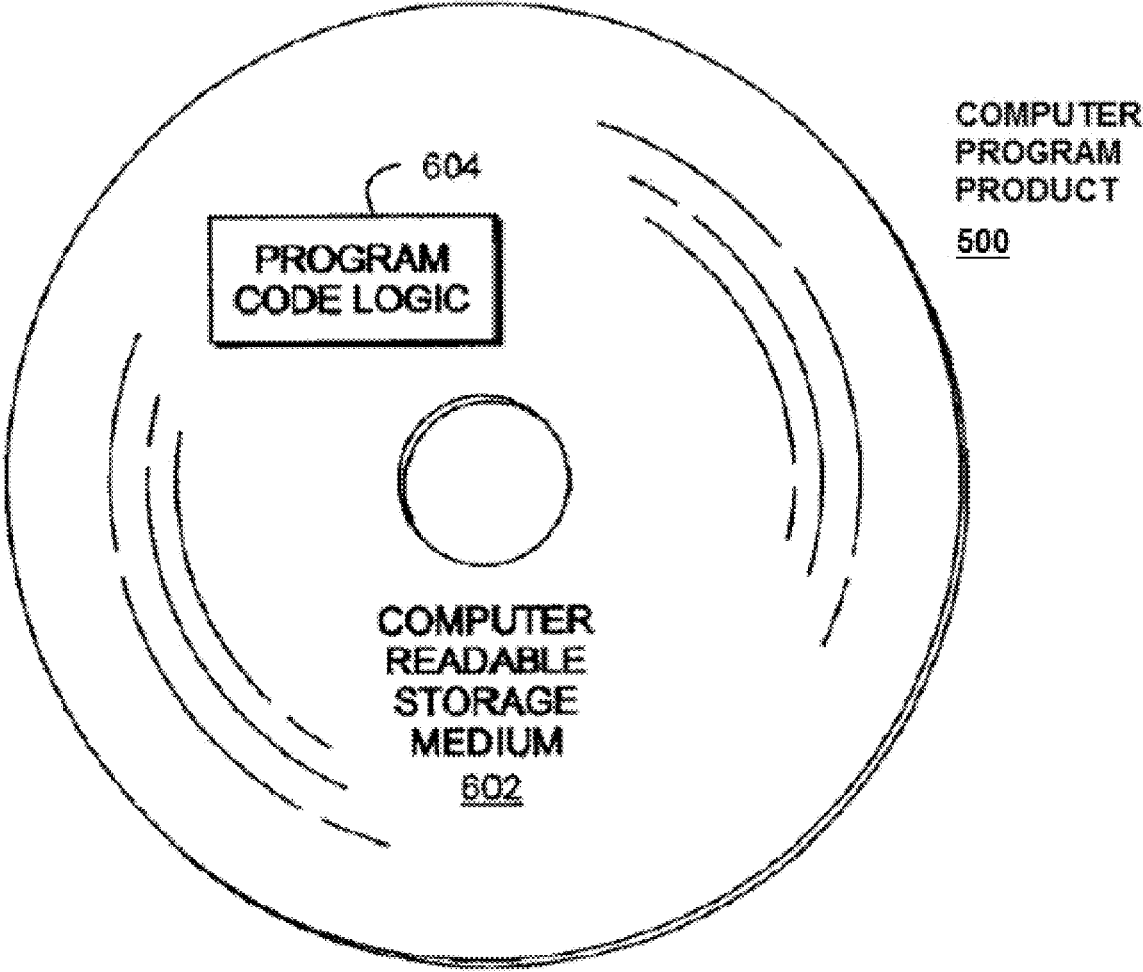 COMPUTER
PROGRAM
PRODUCT
500
604
PROGRAM
CODE LOGIC
COMPUTER
READABLE
STORAGE
MEDIUM
602